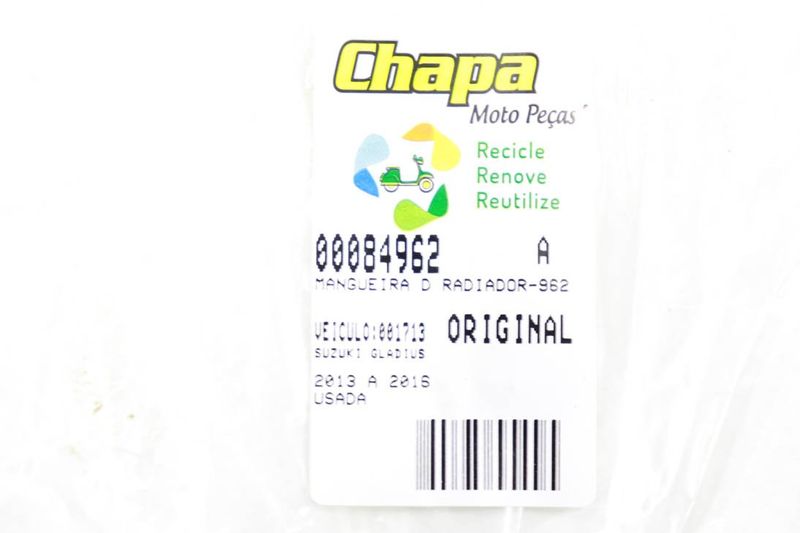 Chapa
Moto Peças
Recicle
Renove
Reutilize
00084962 A
MANGUEIRA D RADIADOR-962
VEICULO:001713 ORIGINAL
SUZUKI GLADIUS
2013 A 2016
USADA